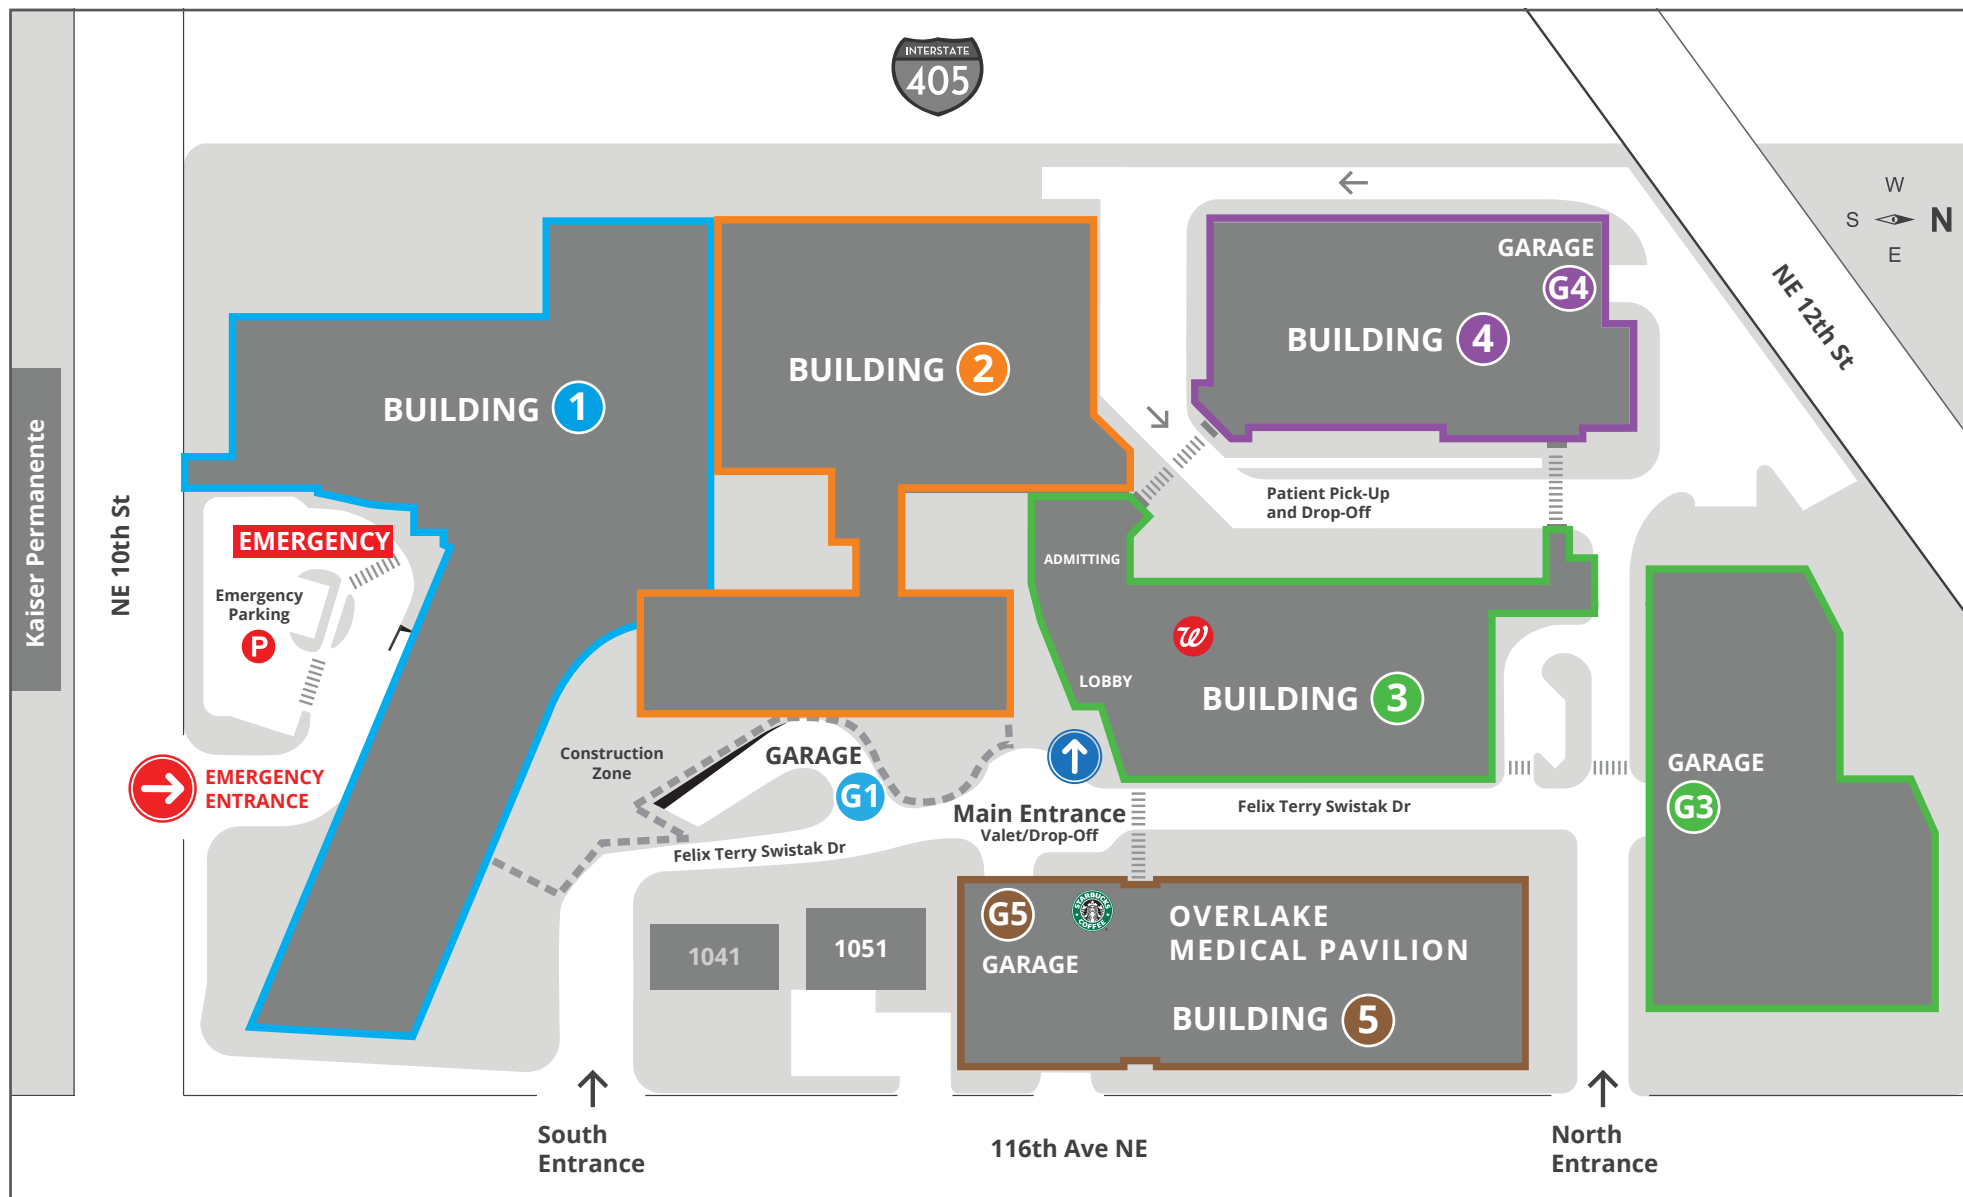 INTERSTATE
405
W
S
N
E
NE 12th St
GARAGE
G4
BUILDING 4
BUILDING 2
BUILDING 1
Kaiser Permanente
NE 10th St
EMERGENCY
Emergency
Parking
P
Patient Pick-Up
and Drop-Off
ADMITTING
W
LOBBY
BUILDING 3
EMERGENCY
ENTRANCE
Construction
Zone
GARAGE
G1
Main Entrance
Valet/Drop-Off
Felix Terry Swistak Dr
GARAGE
G3
Felix Terry Swistak Dr
1041
1051
G5
GARAGE
STARBUCKS
COFFEE
OVERLAKE
MEDICAL PAVILION
BUILDING 5
South
Entrance
116th Ave NE
North
Entrance